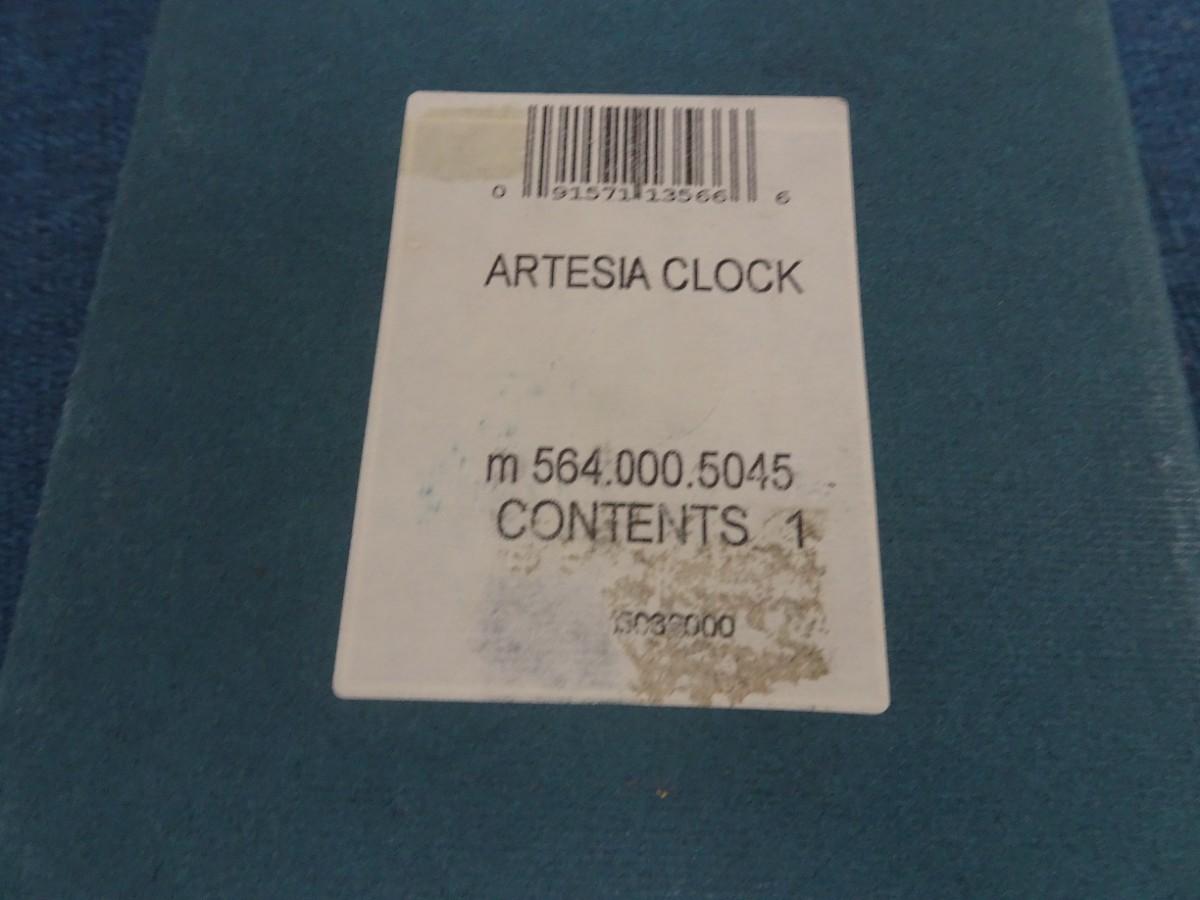 0 91571 13566 6
ARTESIA CLOCK
m 564.000.5045
CONTENTS 1